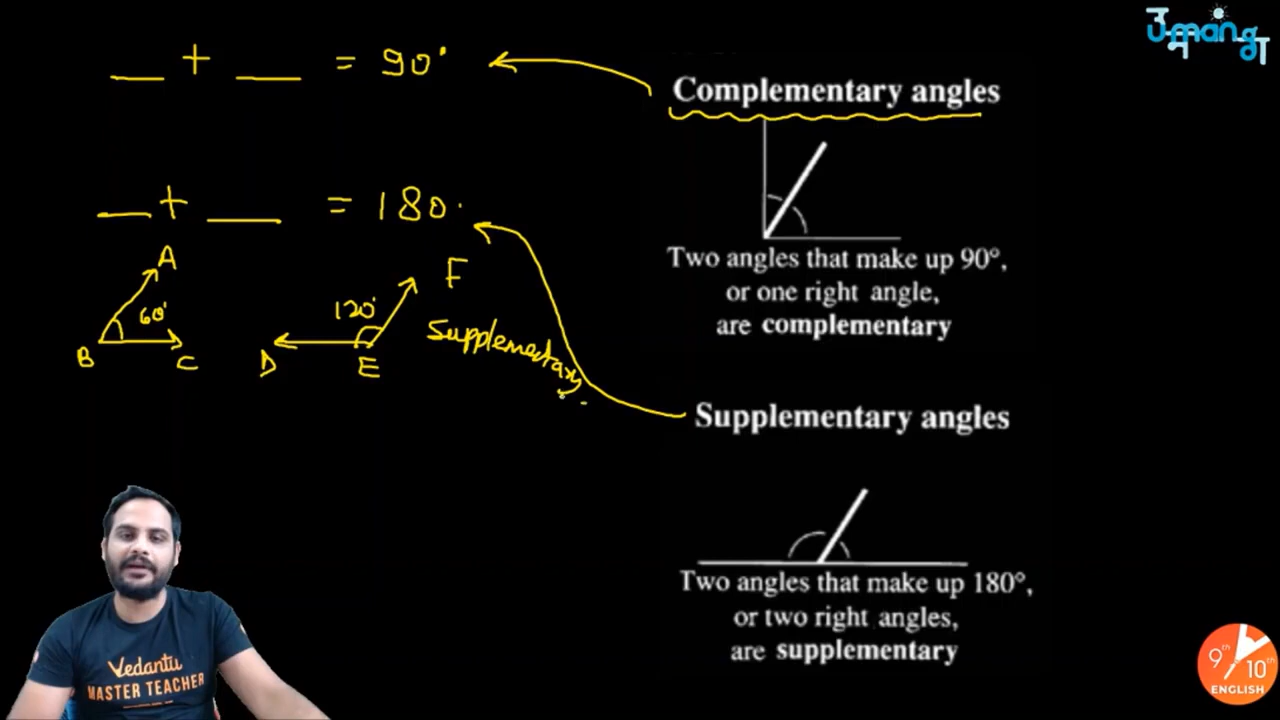 __ + __ = 90°
__ + __ = 180°
A
60°
B
C
120°
F
D
E
Supplementary
Complementary angles
Two angles that make up 90°,
or one right angle,
are complementary
Supplementary angles
Two angles that make up 180°,
or two right angles,
are supplementary
Vedantu
MASTER TEACHER
9th
10th
ENGLISH